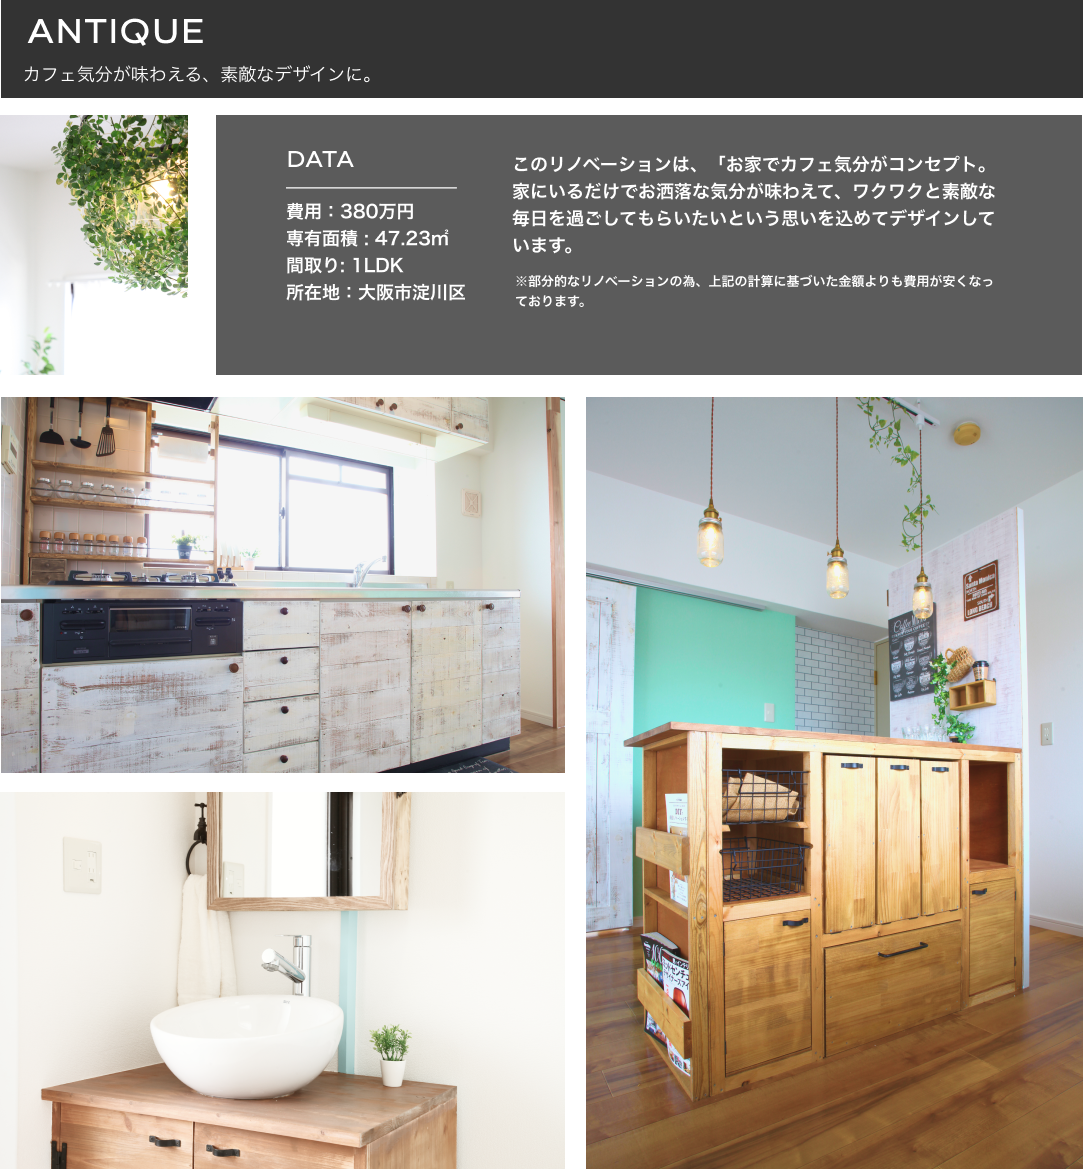 ANTIQUE
カフェ気分が味わえる、素敵なデザインに。
DATA
費用：380万円
専有面積 : 47.23㎡
間取り: 1LDK
所在地：大阪市淀川区
このリノベーションは、「お家でカフェ気分がコンセプト。
家にいるだけでお洒落な気分が味わえて、ワクワクと素敵な
毎日を過ごしてもらいたいという思いを込めてデザインして
います。
※部分的なリノベーションの為、上記の計算に基づいた金額よりも費用が安くなっ
ております。
Santa Monica
LONG BEACH
Coffee